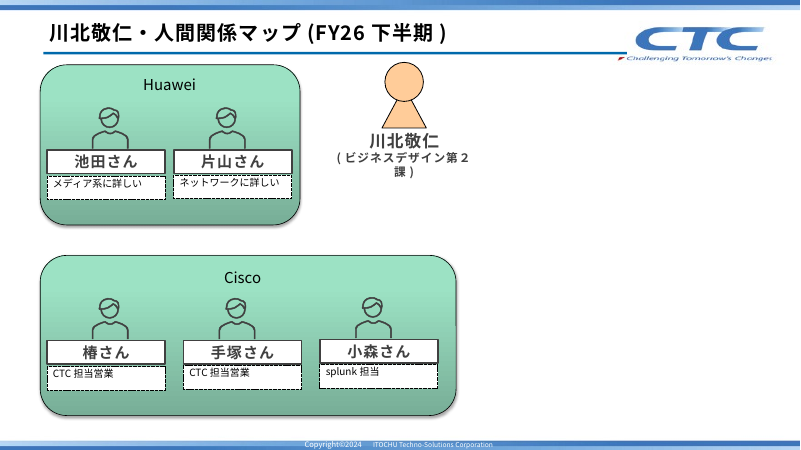 川北敬仁・人間関係マップ (FY26 下半期 )
CTC
Challenging Tomorrow's Changes
Huawei
池田さん
メディア系に詳しい
片山さん
ネットワークに詳しい
川北敬仁
( ビジネスデザイン第２
課 )
Cisco
椿さん
CTC 担当営業
手塚さん
CTC 担当営業
小森さん
splunk 担当
Copyright©2024 ITOCHU Techno-Solutions Corporation